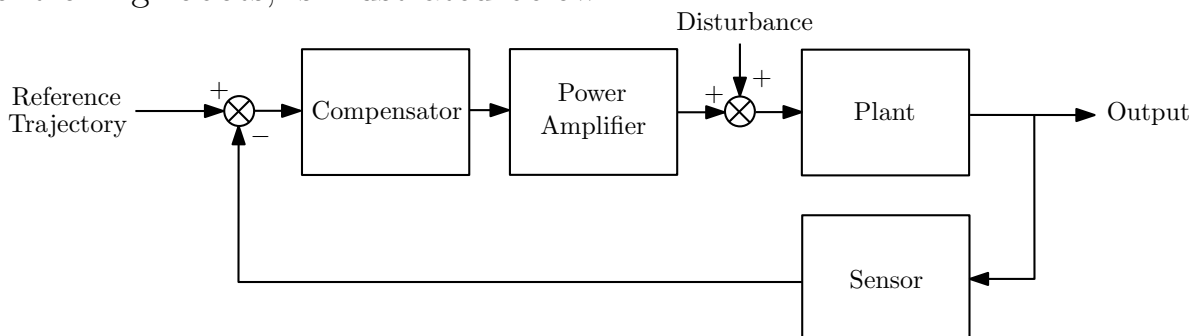 Disturbance
+
+
+
Reference
Trajectory
Compensator
Power
Amplifier
Plant
Output
−
Sensor